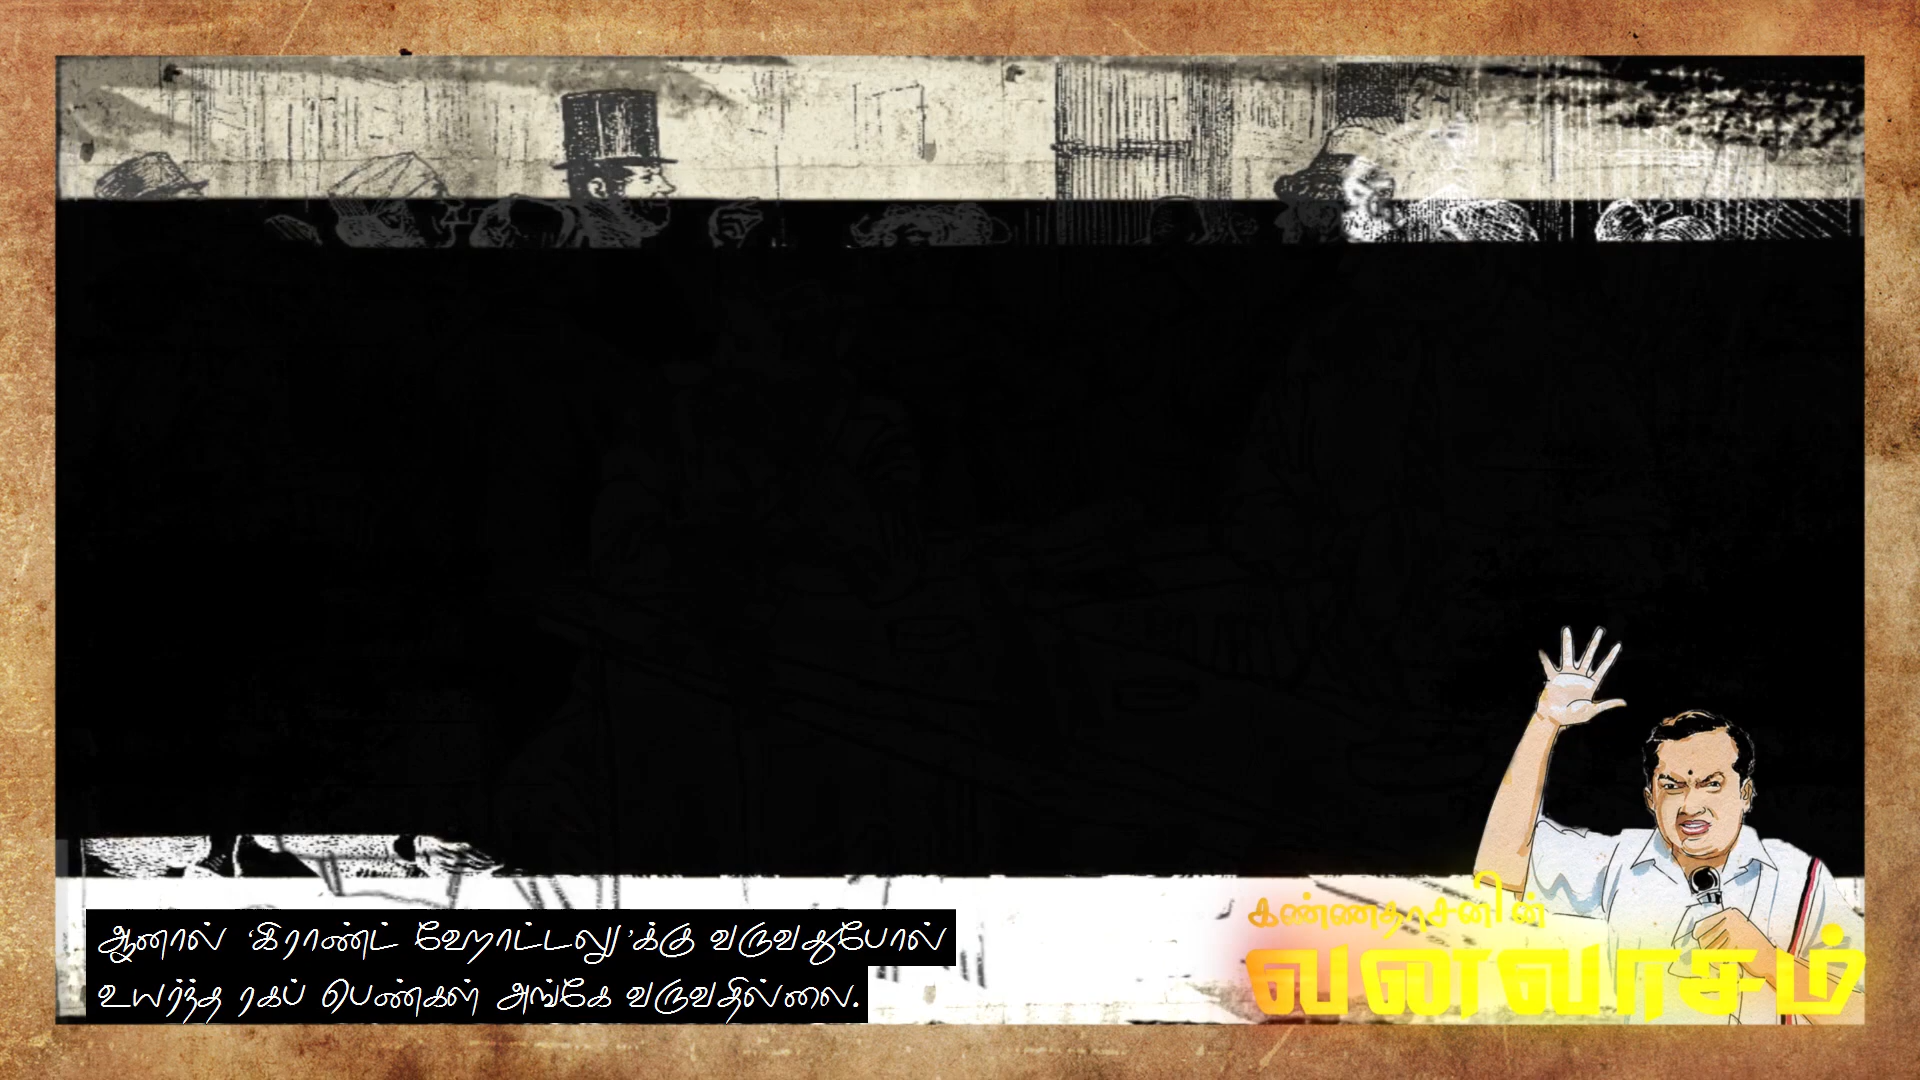 ஆனால் ‘கிராண்ட் ஹோட்டலு’க்கு வருவதுபோல்
உயர்ந்த ரகப் பெண்கள் அங்கே வருவதில்லை.
கண்ணதாசனின்
வனவாசம்